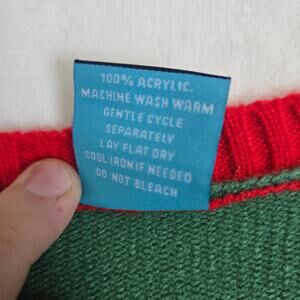 100% ACRYLIC.
MACHINE WASH WARM
GENTLE CYCLE
SEPARATELY
LAY FLAT DRY
COOL IRON IF NEEDED
DO NOT BLEACH